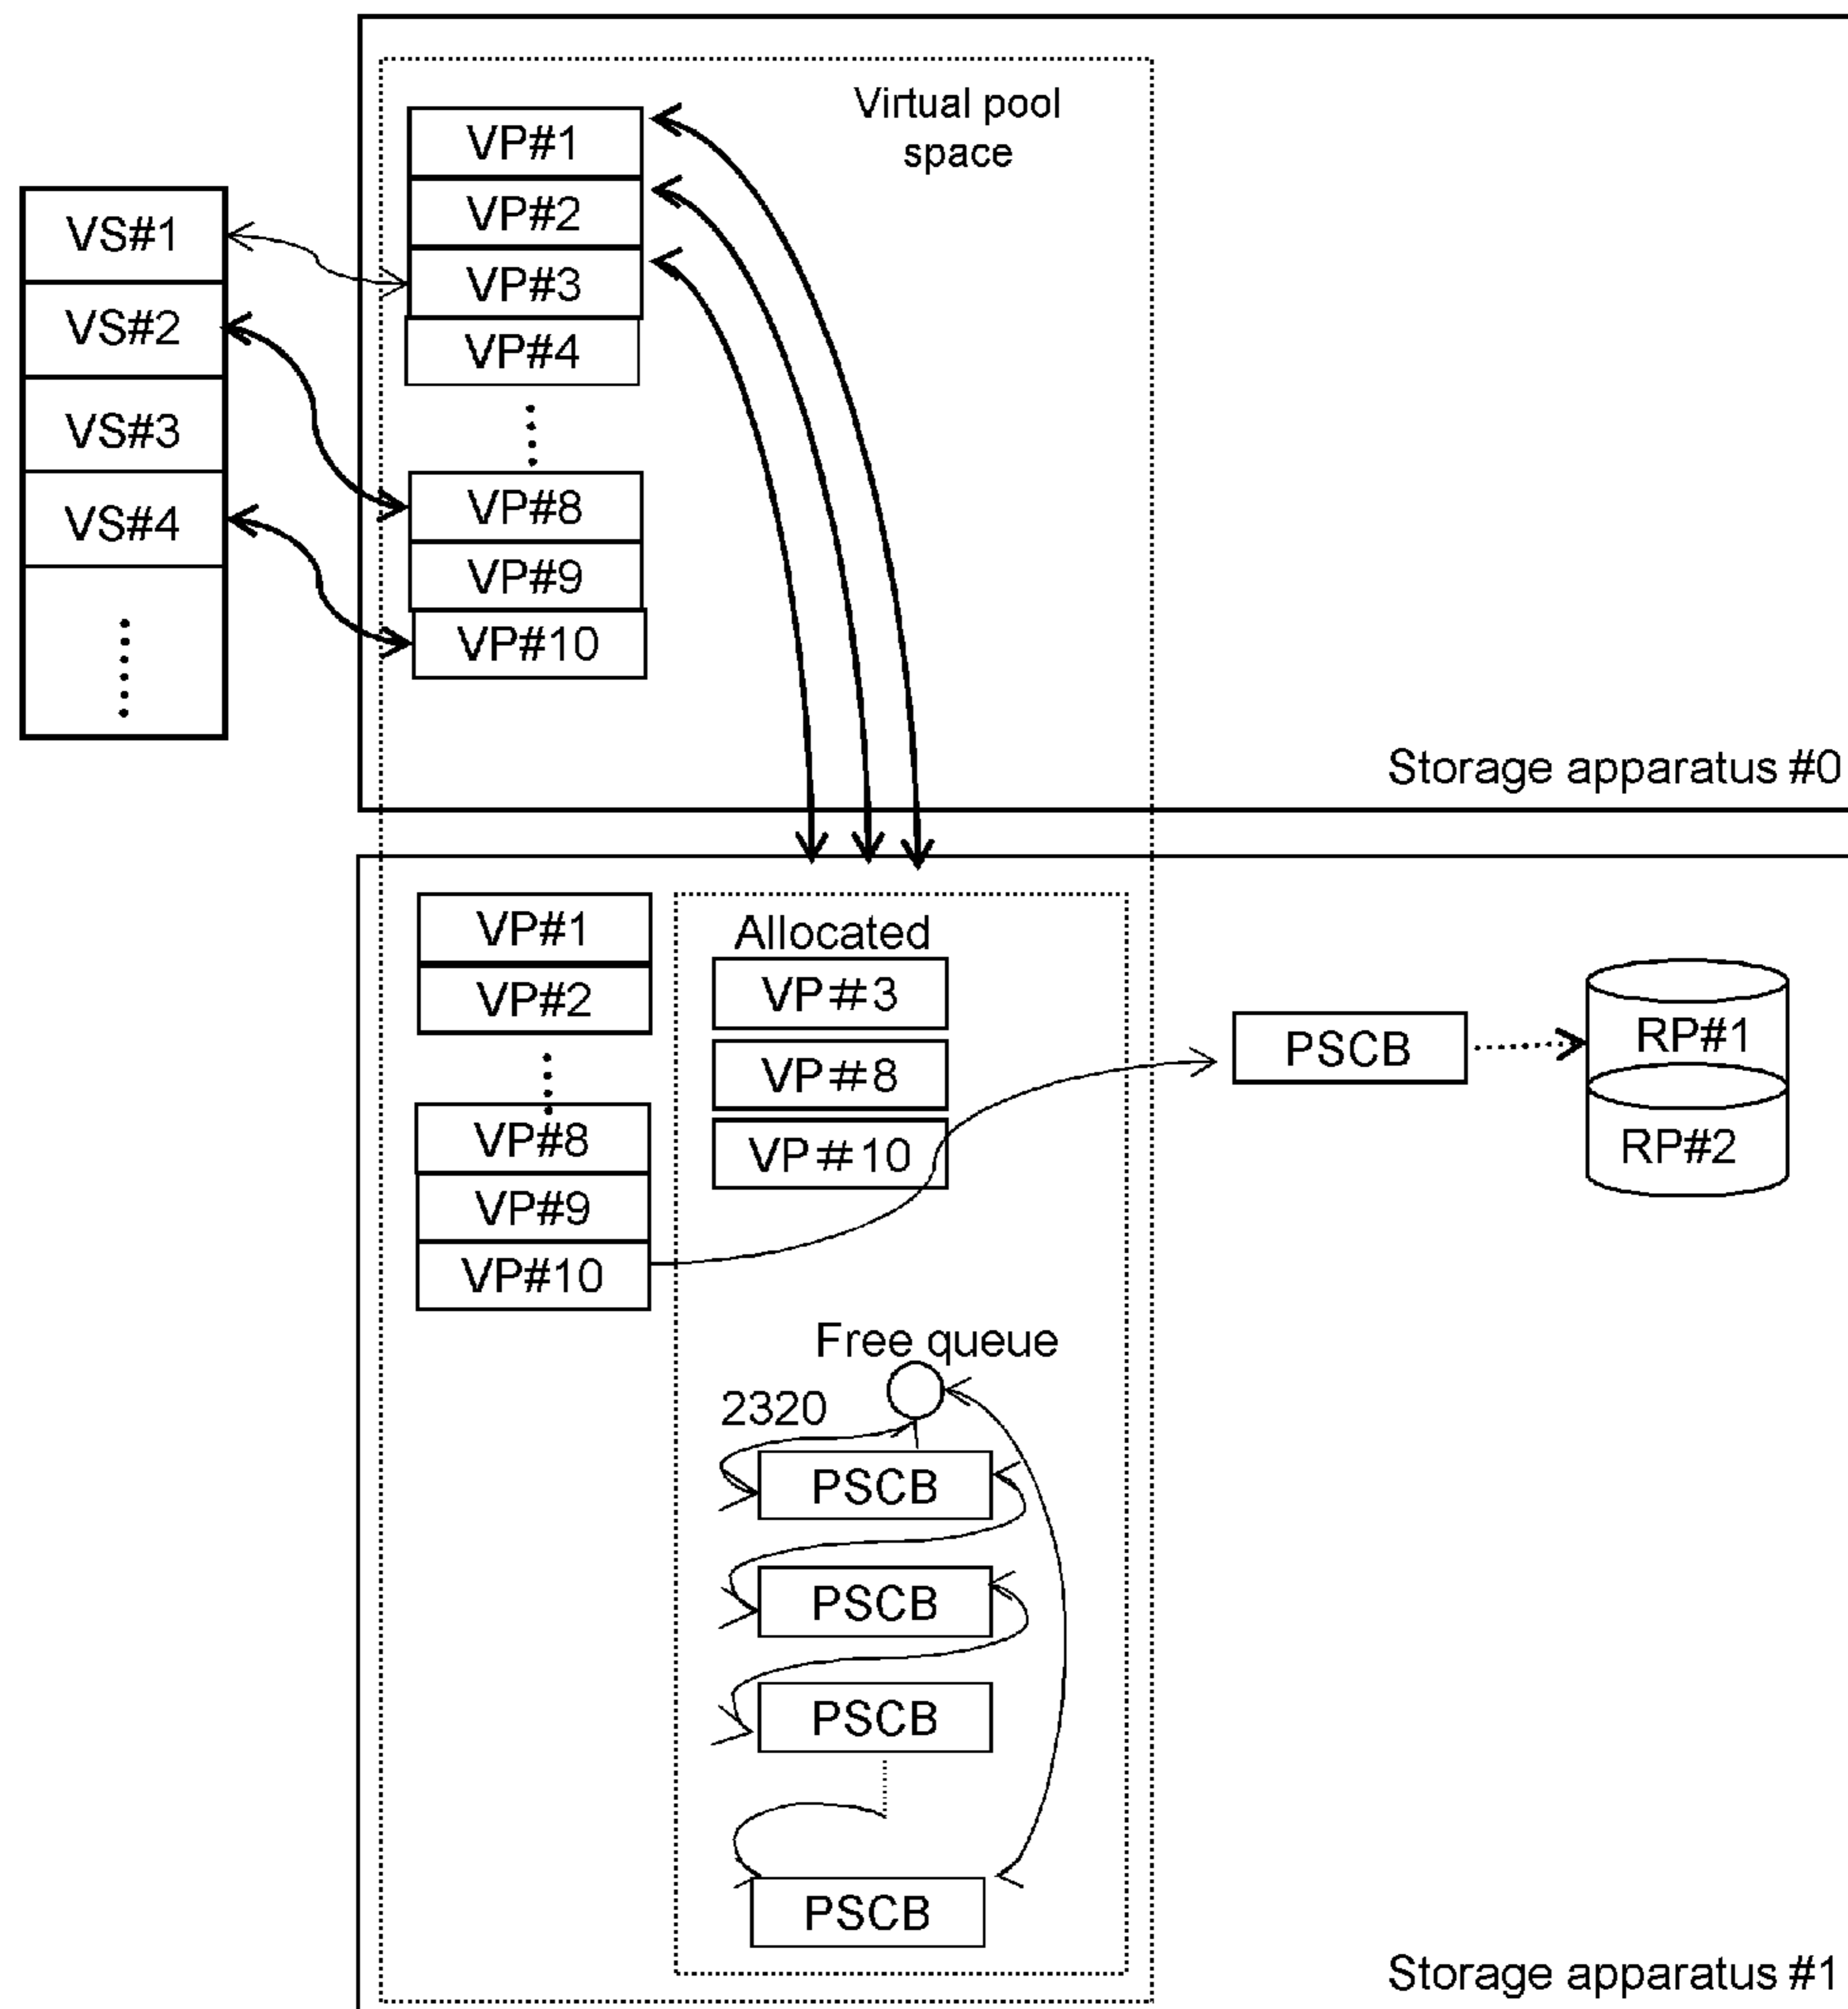 Virtual pool
space
VS#1
VS#2
VS#3
VS#4
VP#1
VP#2
VP#3
VP#4
VP#8
VP#9
VP#10
Storage apparatus #0
VP#1
VP#2
VP#8
VP#9
VP#10
Allocated
VP#3
VP#8
VP#10
PSCB
RP#1
RP#2
Free queue
2320
PSCB
PSCB
PSCB
PSCB
Storage apparatus #1